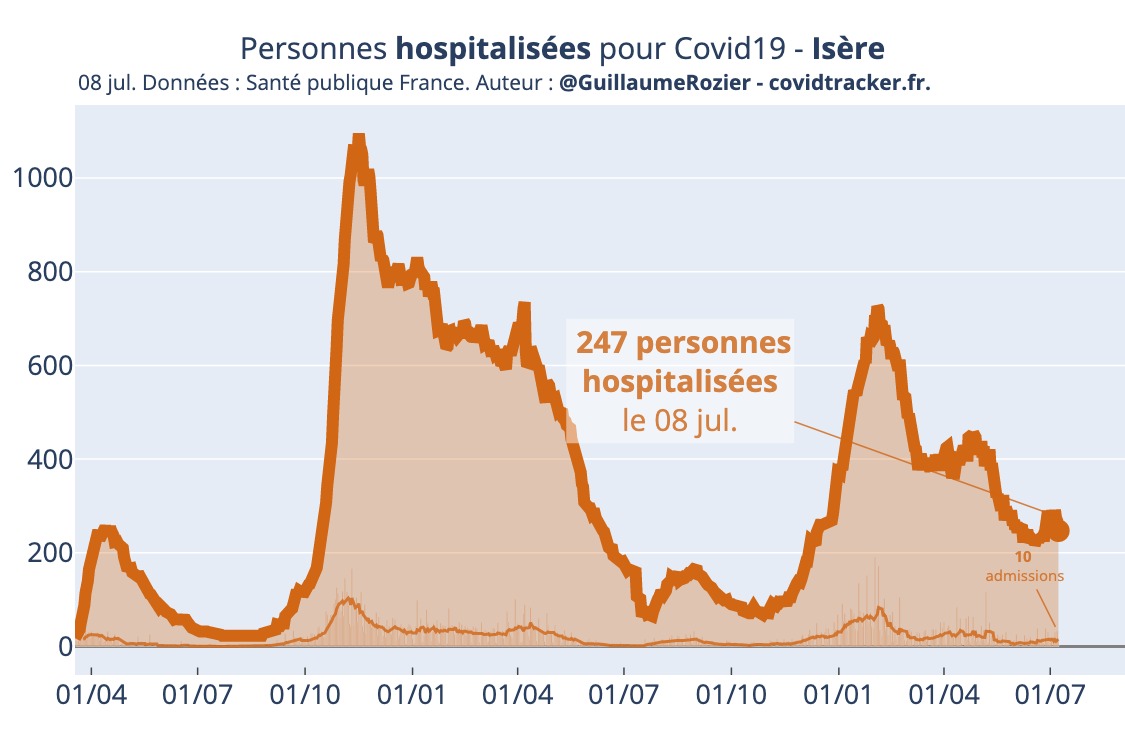 Personnes hospitalisées pour Covid19 - Isère
08 jul. Données : Santé publique France. Auteur : @GuillaumeRozier - covidtracker.fr.
1000
800
600
400
200
0
247 personnes
hospitalisées
le 08 jul.
10
admissions
01/04 01/07 01/10 01/01 01/04 01/07 01/10 01/01 01/04 01/07